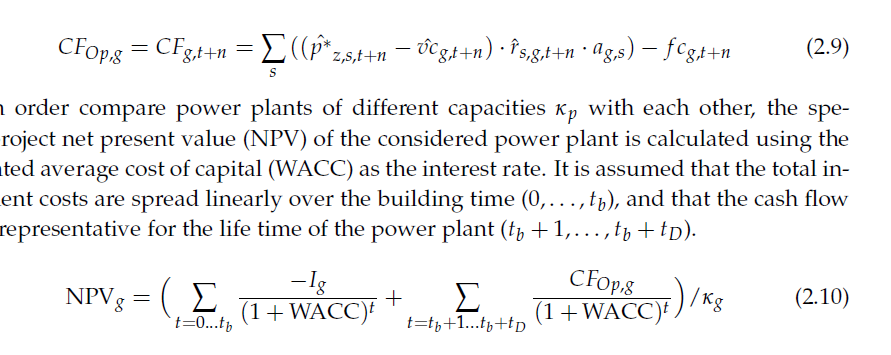 CF_{Op,g} = CF_{g,t+n} = \sum_s ((\hat{p^*}_{z,s,t+n} − \hat{vc}_{g,t+n}) · \hat{r}_{s,g,t+n} · a_{g,s}) − fc_{g,t+n} (2.9)
order compare power plants of different capacities κ_p with each other, the spe-
roject net present value (NPV) of the considered power plant is calculated using the
ted average cost of capital (WACC) as the interest rate. It is assumed that the total in-
ent costs are spread linearly over the building time (0, . . . , t_b), and that the cash flow
representative for the life time of the power plant (t_b + 1, . . . , t_b + t_D).
NPV_g = ( \sum_{t=0...t_b} \frac{−I_g}{(1 + WACC)^t} + \sum_{t=t_b+1...t_b+t_D} \frac{CF_{Op,g}}{(1 + WACC)^t} ) / κ_g (2.10)